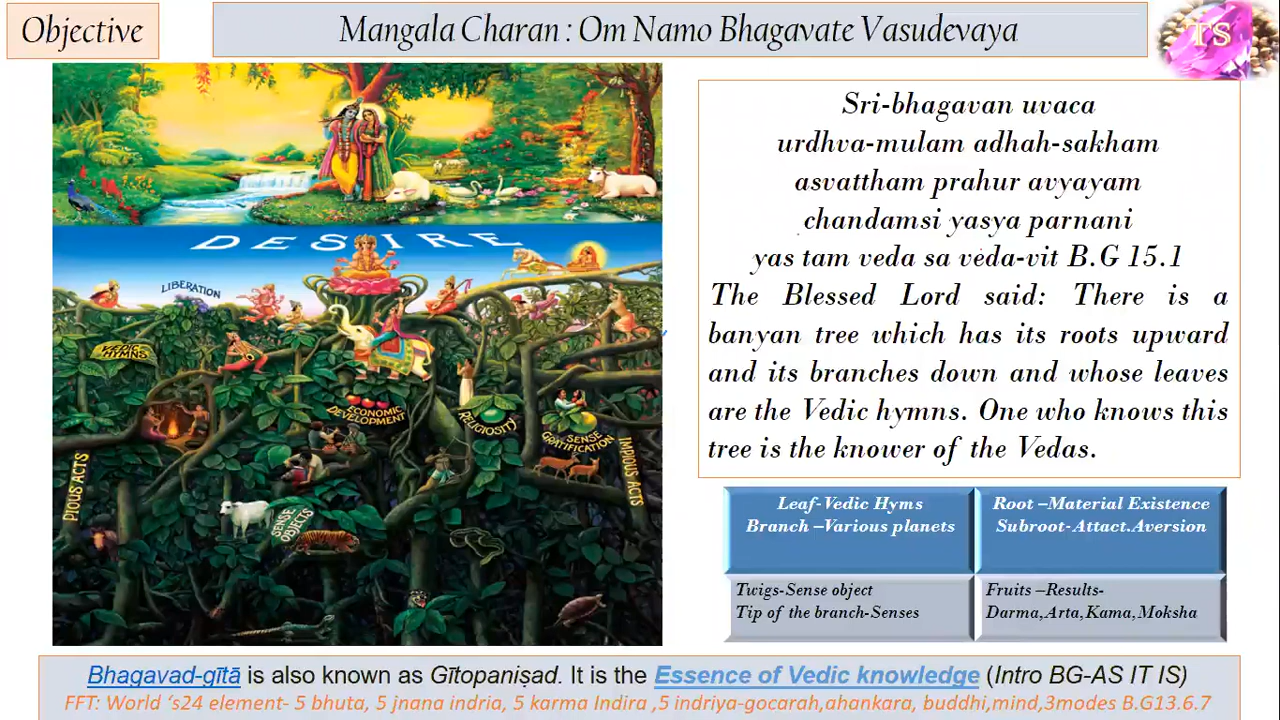 Objective
Mangala Charan : Om Namo Bhagavate Vasudevaya
TS
Sri-bhagavan uvaca
urdhva-mulam adhah-sakham
asvattham prahur avyayam
chandamsi yasya parnani
yas tam veda sa veda-vit B.G 15.1
The Blessed Lord said: There is a
banyan tree which has its roots upward
and its branches down and whose leaves
are the Vedic hymns. One who knows this
tree is the knower of the Vedas.
DESIRE
LIBERATION
VEDIC
HYMNS
ECONOMIC
DEVELOPMENT
RELIGIOSITY
SENSE
GRATIFICATION
PIOUS ACTS
IMPIOUS ACTS
SENSE
OBJECTS
Leaf-Vedic Hyms
Branch –Various planets
Root –Material Existence
Subroot-Attact.Aversion
Twigs-Sense object
Tip of the branch-Senses
Fruits –Results-
Darma,Arta,Kama,Moksha
Bhagavad-gītā is also known as Gītopaniṣad. It is the Essence of Vedic knowledge (Intro BG-AS IT IS)
FFT: World ‘s24 element- 5 bhuta, 5 jnana indria, 5 karma Indira ,5 indriya-gocarah,ahankara, buddhi,mind,3modes B.G13.6.7